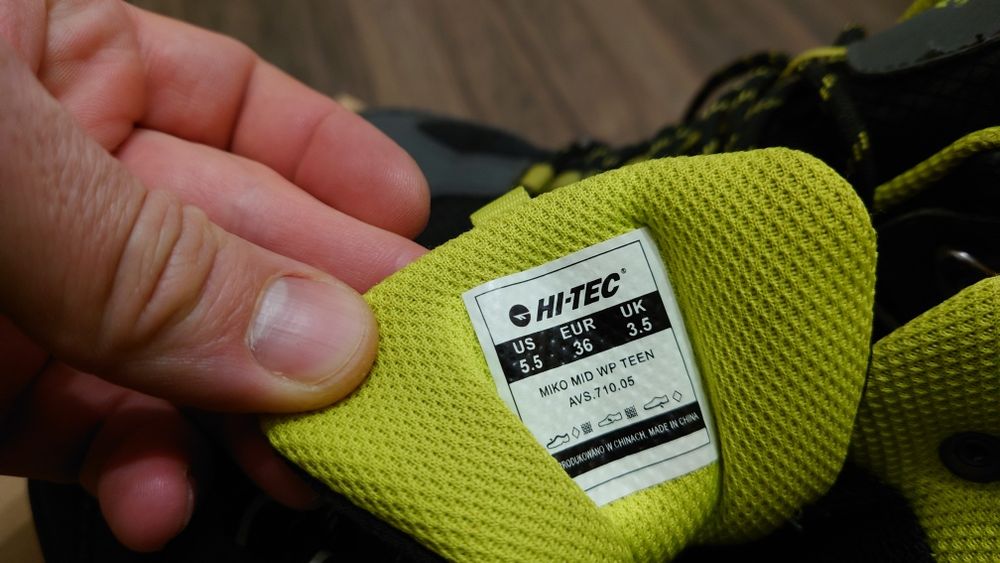 HI-TEC®
US EUR UK
5.5 36 3.5
MIKO MID WP TEEN
AVS.710.05
PRODUKOWANO W CHINACH, MADE IN CHINA